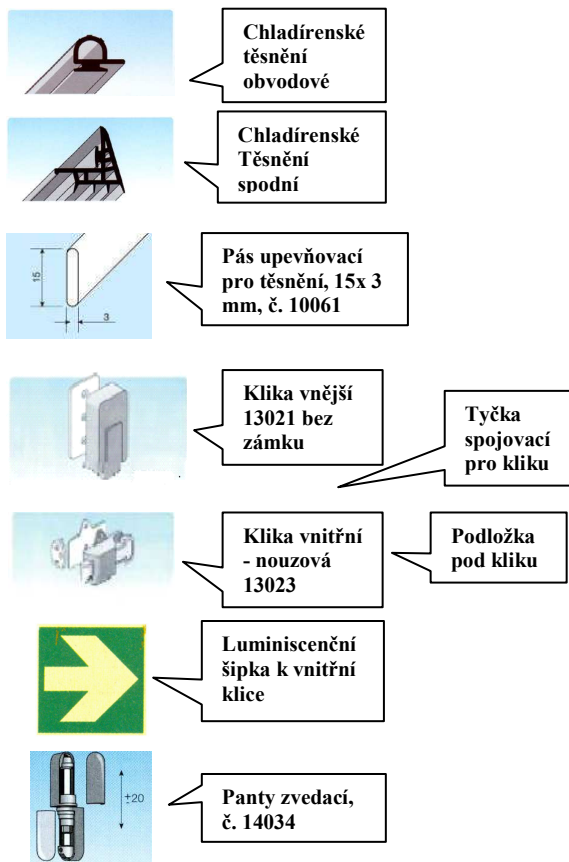 Chladírenské
těsnění
obvodové
Chladírenské
Těsnění
spodní
15
3
Pás upevňovací
pro těsnění, 15x 3
mm, č. 10061
Klika vnější
13021 bez
zámku
Tyčka
spojovací
pro kliku
Klika vnitřní
- nouzová
13023
Podložka
pod kliku
Luminiscenční
šipka k vnitřní
klice
±20
Panty zvedací,
č. 14034